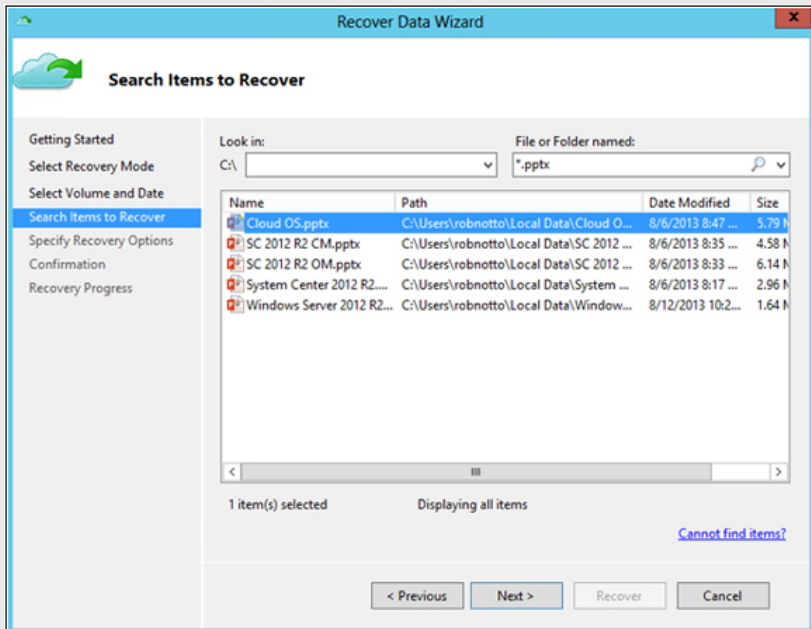 Recover Data Wizard
x
Search Items to Recover
Getting Started
Select Recovery Mode
Select Volume and Date
Search Items to Recover
Specify Recovery Options
Confirmation
Recovery Progress
Look in: File or Folder named:
C:\ *.pptx
Name Path Date Modified Size
Cloud OS.pptx C:\Users\robnotto\Local Data\Cloud O... 8/6/2013 8:47 ... 5.79 M
SC 2012 R2 CM.pptx C:\Users\robnotto\Local Data\SC 2012 ... 8/6/2013 8:35 ... 4.58 M
SC 2012 R2 OM.pptx C:\Users\robnotto\Local Data\SC 2012 ... 8/6/2013 8:33 ... 6.14 M
System Center 2012 R2.... C:\Users\robnotto\Local Data\System ... 8/6/2013 8:17 ... 2.96 M
Windows Server 2012 R2... C:\Users\robnotto\Local Data\Window... 8/12/2013 10:2... 1.64 M
1 item(s) selected Displaying all items
Cannot find items?
< Previous Next > Recover Cancel